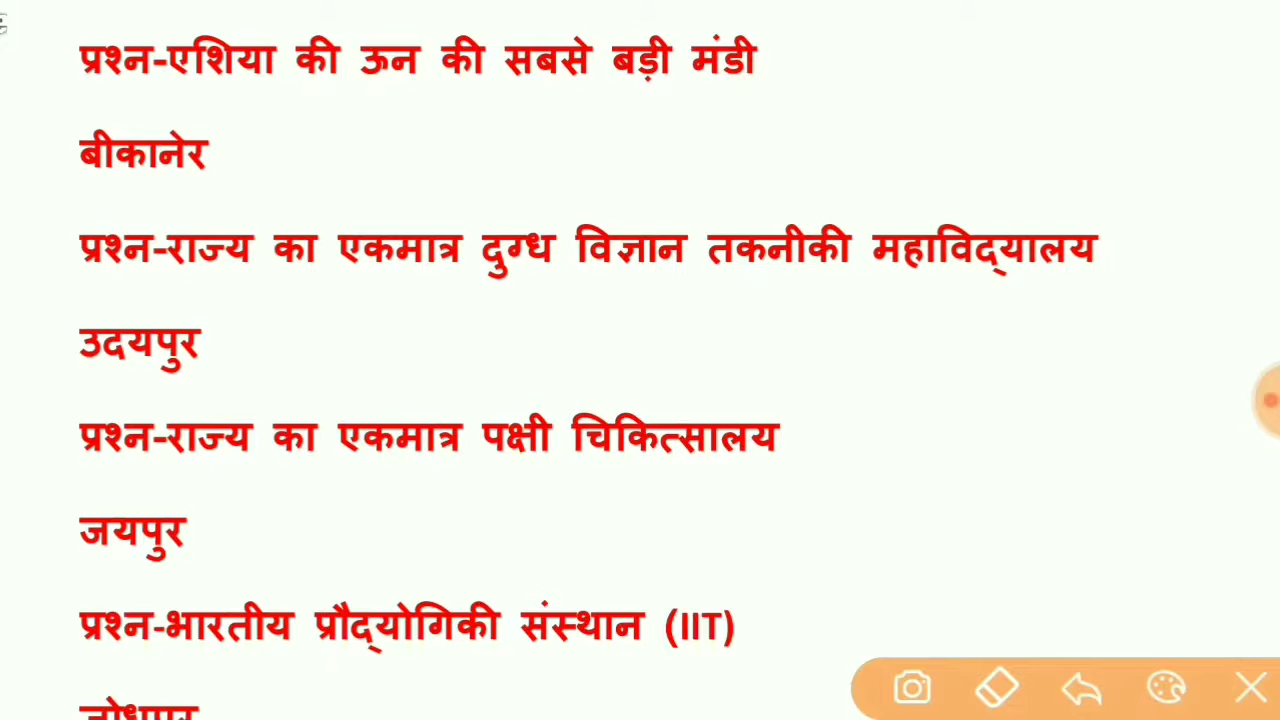 प्रश्न-एशिया की ऊन की सबसे बड़ी मंडी
बीकानेर
प्रश्न-राज्य का एकमात्र दुग्ध विज्ञान तकनीकी महाविद्यालय
उदयपुर
प्रश्न-राज्य का एकमात्र पक्षी चिकित्सालय
जयपुर
प्रश्न-भारतीय प्रौद्योगिकी संस्थान (IIT)
जोधपुर